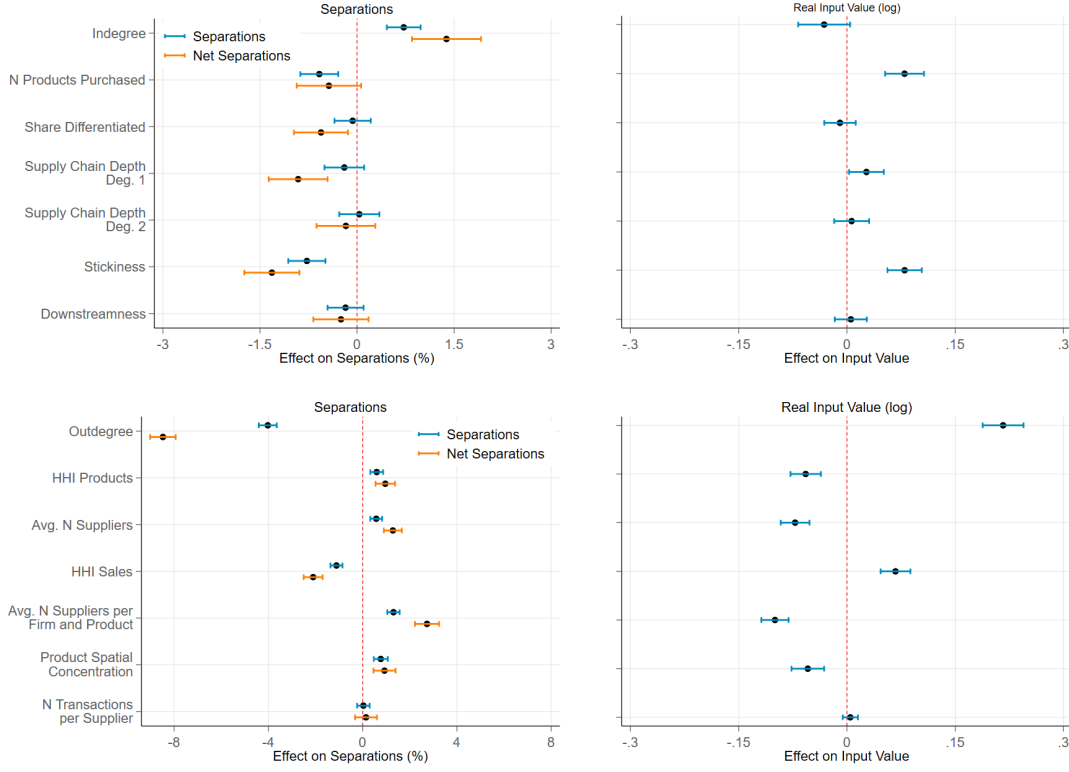 Separations
Indegree
Separations
Net Separations
N Products Purchased
Share Differentiated
Supply Chain Depth
Deg. 1
Supply Chain Depth
Deg. 2
Stickiness
Downstreamness
-3
-1.5
0
1.5
3
Effect on Separations (%)
Real Input Value (log)
-.3
-.15
0
.15
.3
Effect on Input Value
Separations
Outdegree
Separations
Net Separations
HHI Products
Avg. N Suppliers
HHI Sales
Avg. N Suppliers per
Firm and Product
Product Spatial
Concentration
N Transactions
per Supplier
-8
-4
0
4
8
Effect on Separations (%)
Real Input Value (log)
-.3
-.15
0
.15
.3
Effect on Input Value